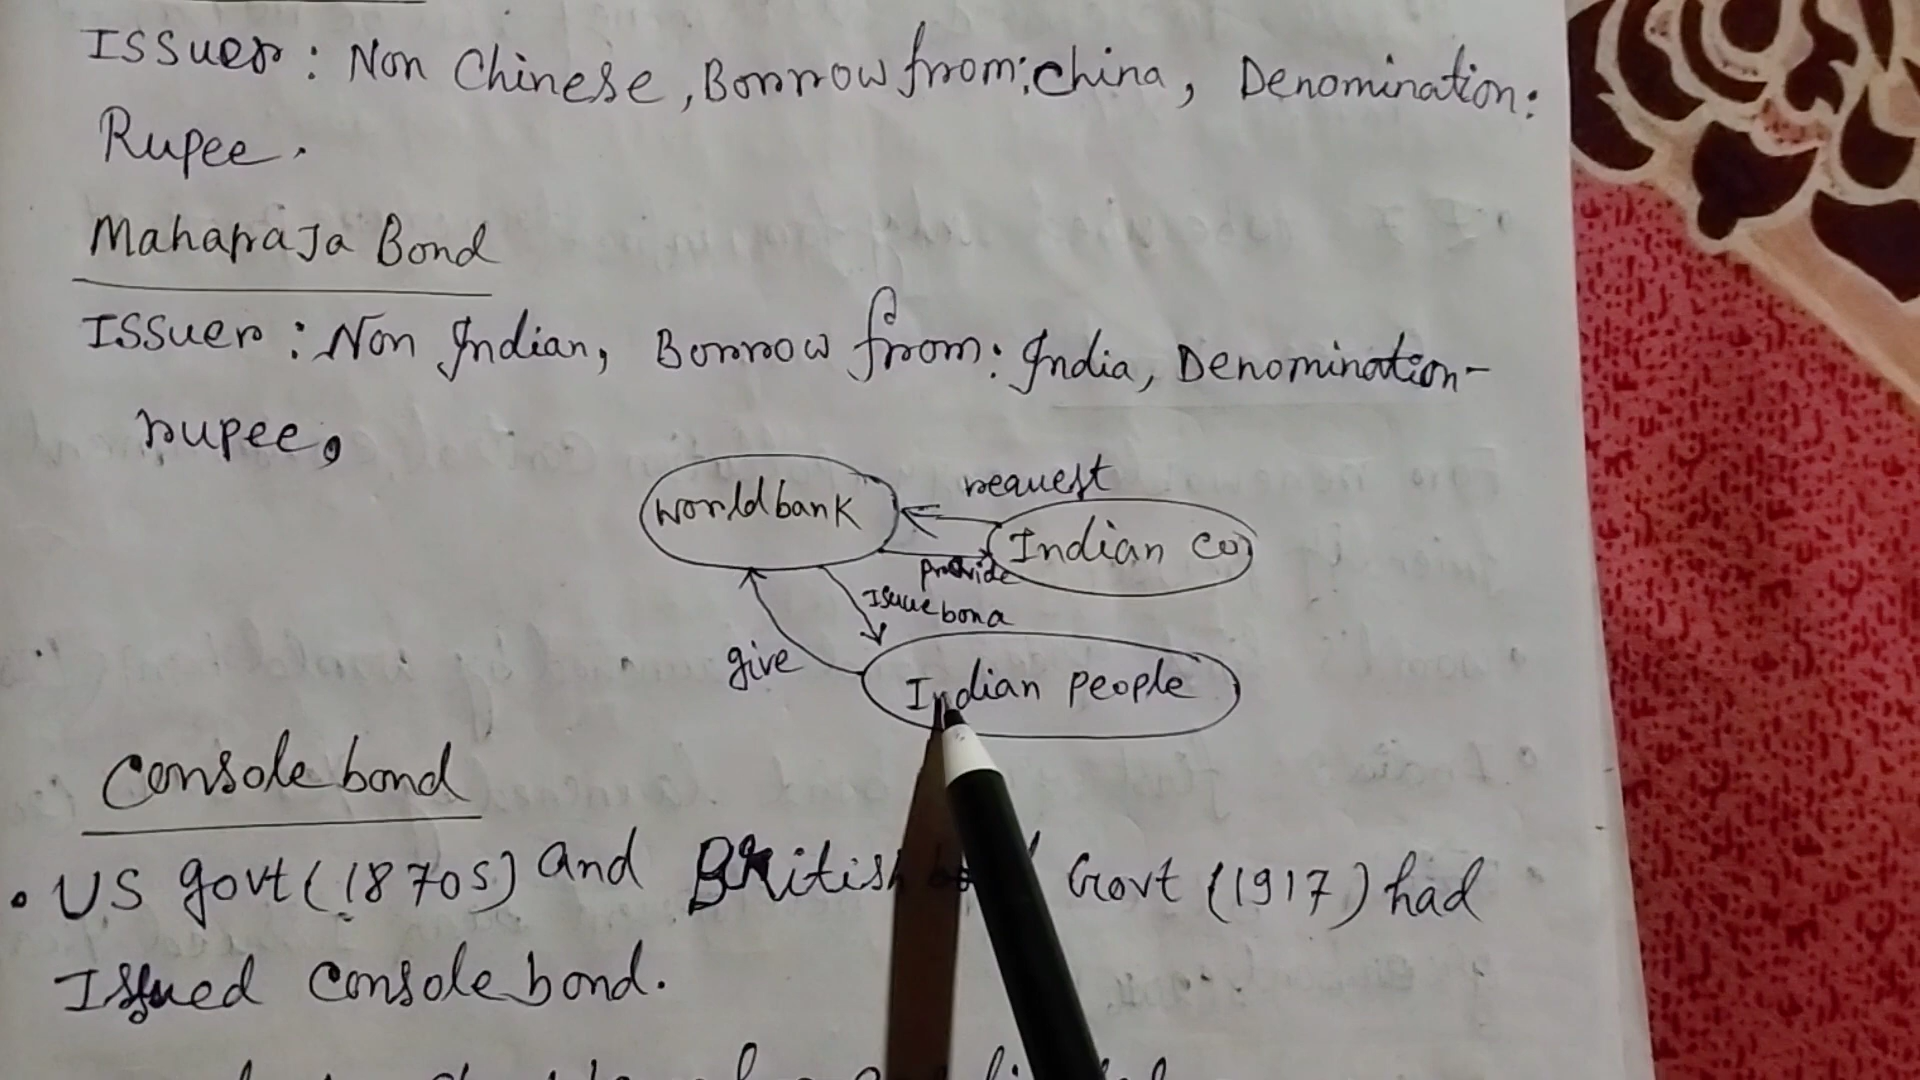 Issuer : Non Chinese, Borrow from: China, Denomination:
Rupee.
Maharaja Bond
Issuer : Non Indian, Borrow from: India, Denomination-
rupee,
request
world bank
Indian co
provide
Issue bond
give
Indian people
Console bond
• US govt (1870s) and British Govt (1917) had
Issued console bond.